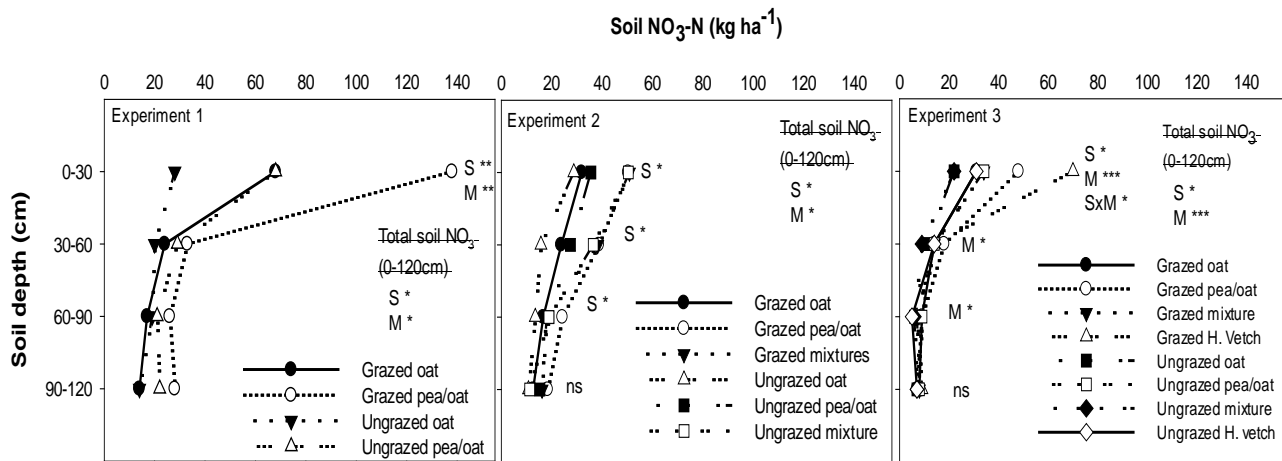 Soil NO3-N (kg ha-1)
0 20 40 60 80 100 120 140
0 20 40 60 80 100 120 140
0 20 40 60 80 100 120 140
Soil depth (cm)
0-30
30-60
60-90
90-120
Experiment 1
S **
M **
Total soil NO3
(0-120cm)
S *
M *
Grazed oat
Grazed pea/oat
Ungrazed oat
Ungrazed pea/oat
Experiment 2
Total soil NO3
(0-120cm)
S *
M *
S *
S *
S *
ns
Grazed oat
Grazed pea/oat
Grazed mixtures
Ungrazed oat
Ungrazed pea/oat
Ungrazed mixture
Experiment 3
S *
M ***
SxM *
Total soil NO3
(0-120cm)
S *
M ***
M *
M *
ns
Grazed oat
Grazed pea/oat
Grazed mixture
Grazed H. Vetch
Ungrazed oat
Ungrazed pea/oat
Ungrazed mixture
Ungrazed H. vetch